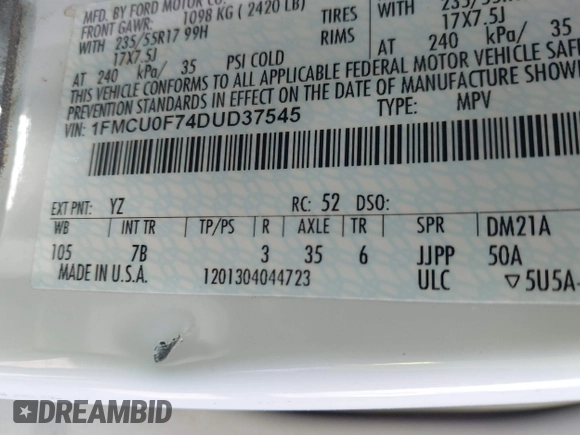 MFD. BY FORD MOTOR CO.
FRONT GAWR: 1098 KG ( 2420 LB)
WITH 235/55R17 99H TIRES 235/55R
17X7.5J RIMS 17X7.5J
AT 240 kPa/ 35 PSI COLD AT 240 kPa/ 35
THIS VEHICLE CONFORMS TO ALL APPLICABLE FEDERAL MOTOR VEHICLE SAFE
PREVENTION STANDARDS IN EFFECT ON THE DATE OF MANUFACTURE SHOW
VIN: 1FMCU0F74DUD37545 TYPE: MPV
EXT PNT: YZ RC: 52 DSO:
WB INT TR TP/PS R AXLE TR SPR DM21A
105 7B 3 35 6 JJPP 50A
MADE IN U.S.A. 1201304044723 ULC ▽5U5A-
DREAMBID